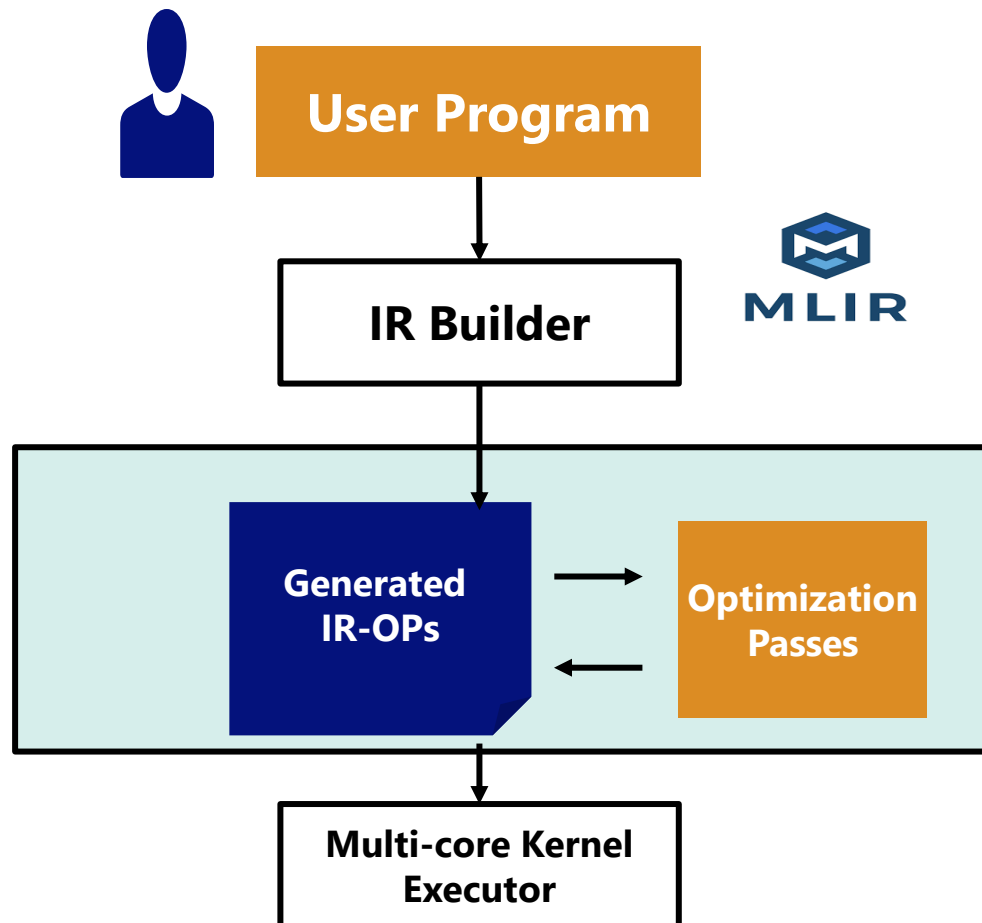 User Program
MLIR
IR Builder
Generated
IR-OPs
Optimization
Passes
Multi-core Kernel
Executor